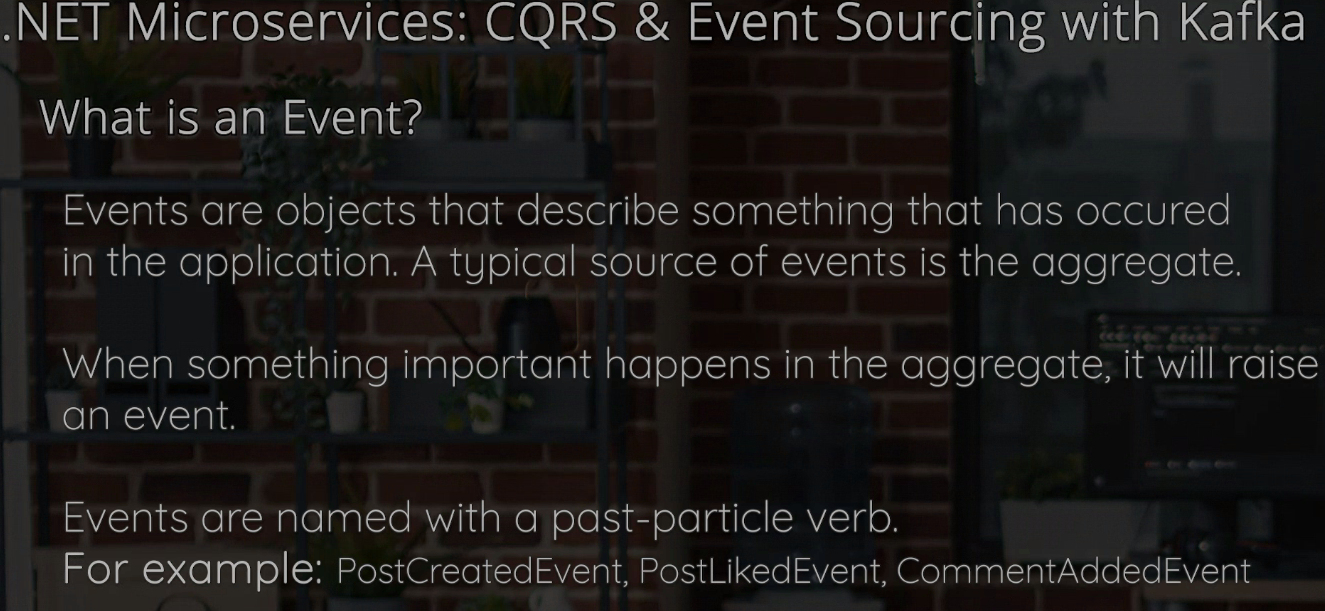 .NET Microservices: CQRS & Event Sourcing with Kafka
What is an Event?
Events are objects that describe something that has occured
in the application. A typical source of events is the aggregate.
When something important happens in the aggregate, it will raise
an event.
Events are named with a past-particle verb.
For example: PostCreatedEvent, PostLikedEvent, CommentAddedEvent